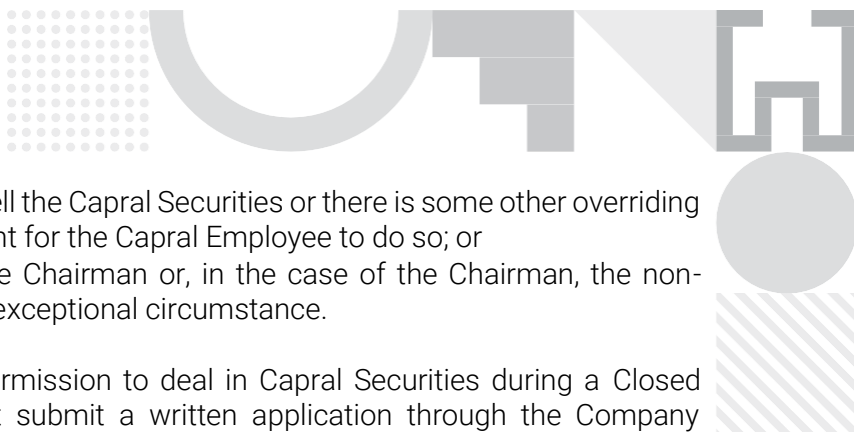 ll the Capral Securities or there is some other overriding
t for the Capral Employee to do so; or
e Chairman or, in the case of the Chairman, the non-
exceptional circumstance.
rmission to deal in Capral Securities during a Closed
submit a written application through the Company